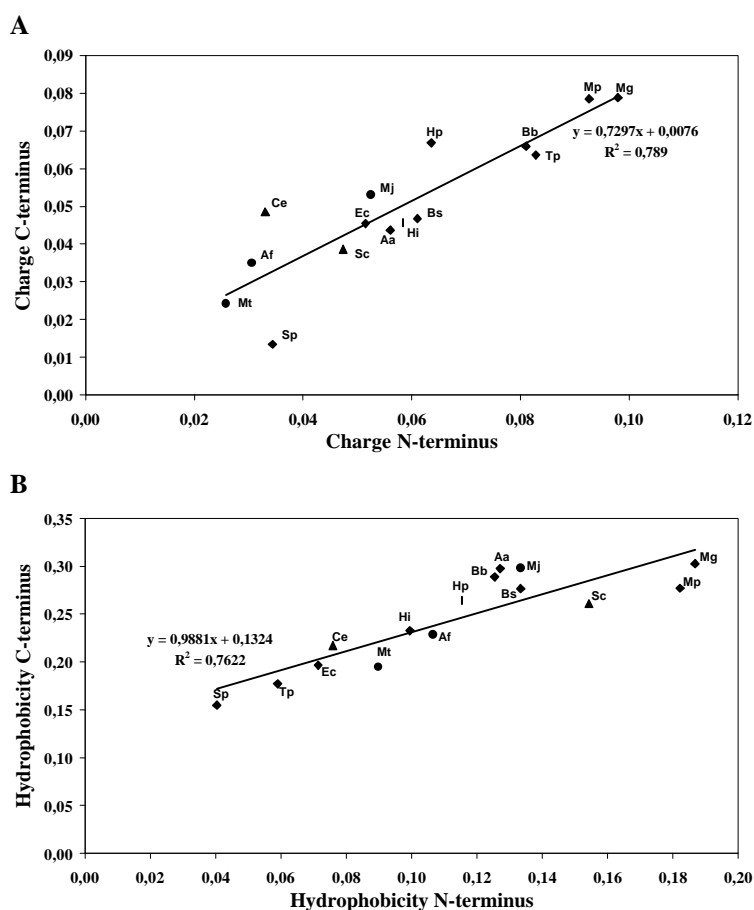 A
0,09
0,08
0,07
0,06
0,05
0,04
0,03
0,02
0,01
0,00
Charge C-terminus
Mp Mg
Hp
Bb
y = 0,7297x + 0,0076
R² = 0,789
Tp
Mj
Ce
Ec
Bs
Hi
Aa
Sc
Af
Mt
Sp
0,00 0,02 0,04 0,06 0,08 0,10 0,12
Charge N-terminus
B
0,35
0,30
0,25
0,20
0,15
0,10
0,05
0,00
Hydrophobicity C-terminus
Aa
Mj
Mg
Bb
Hp
Bs
Sc
Mp
Hi
Af
y = 0,9881x + 0,1324
R² = 0,7622
Ce
Mt
Ec
Sp
Tp
0,00 0,02 0,04 0,06 0,08 0,10 0,12 0,14 0,16 0,18 0,20
Hydrophobicity N-terminus